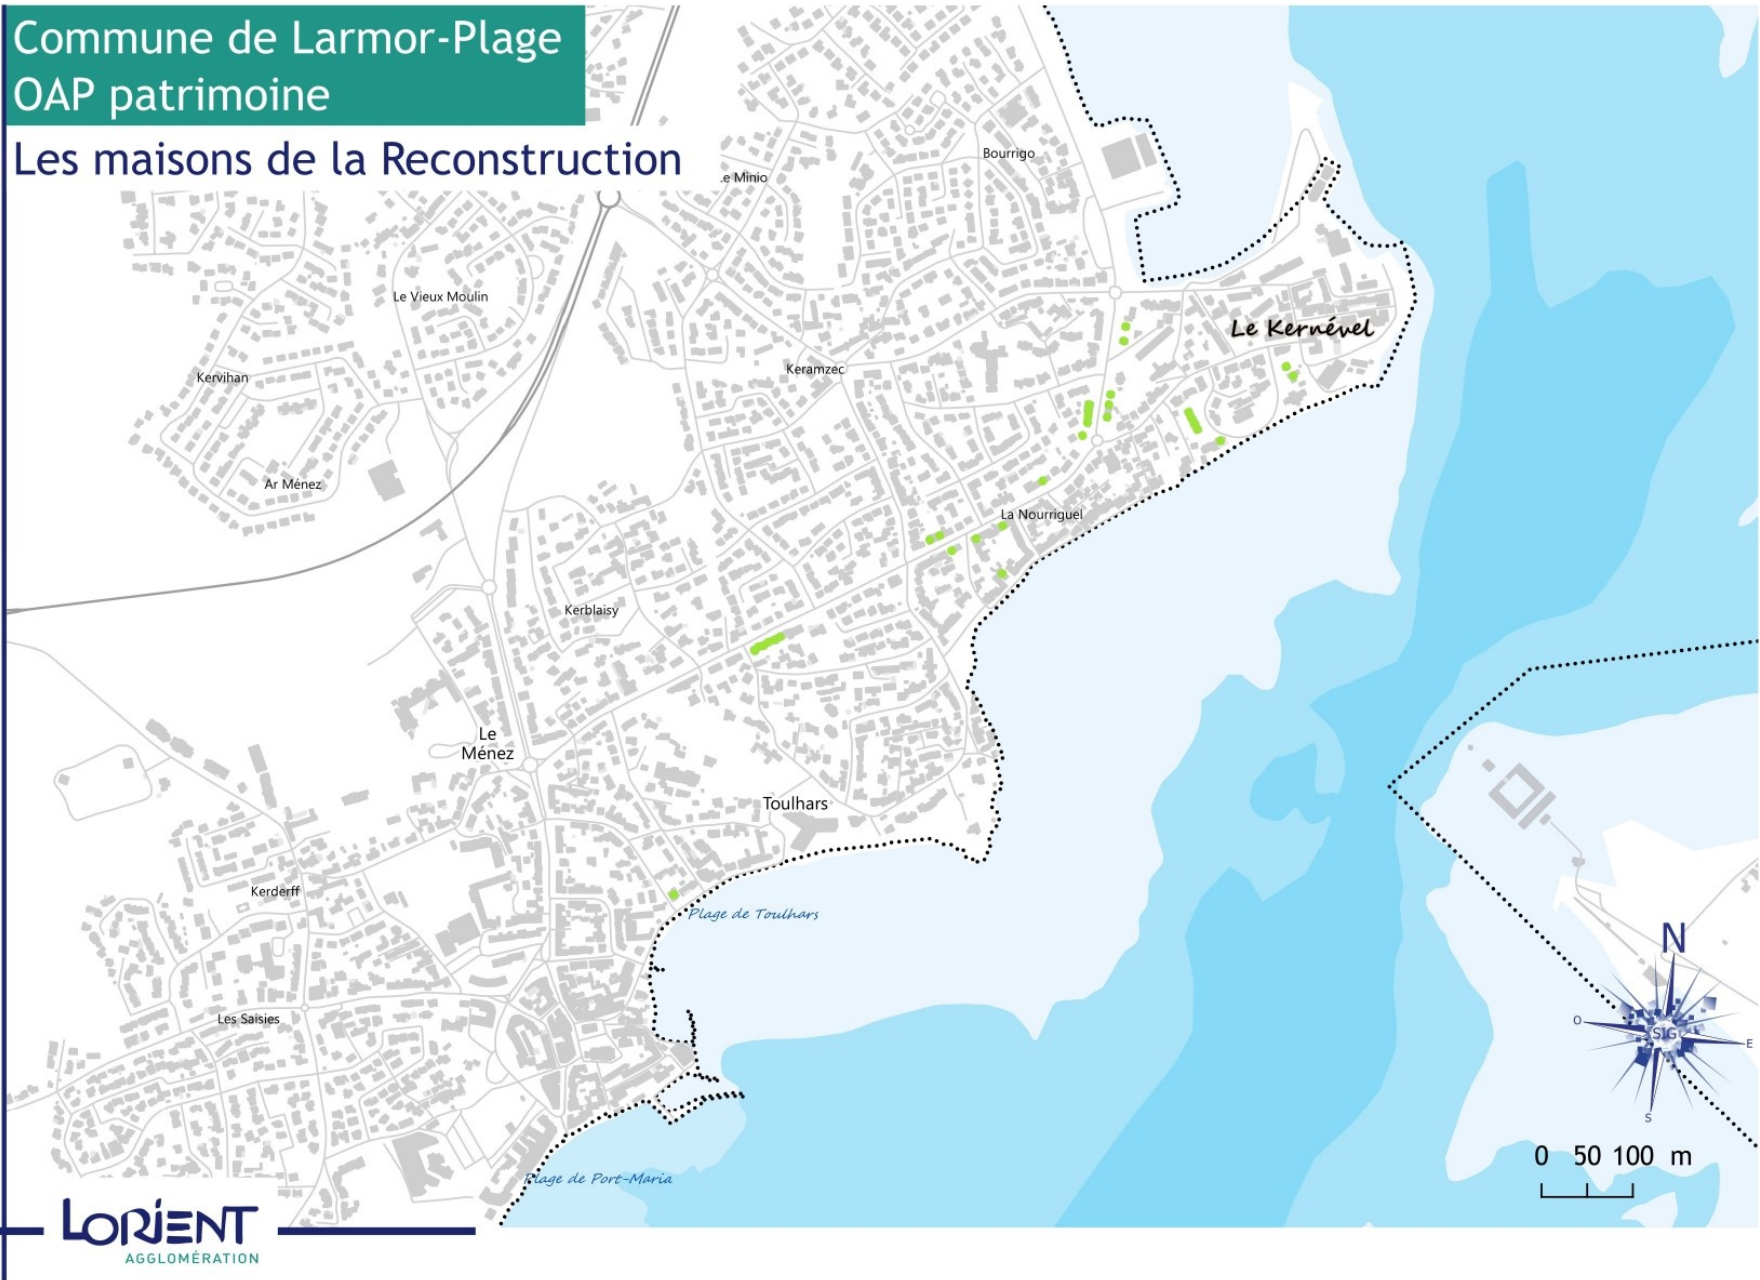 Commune de Larmor-Plage
OAP patrimoine
Les maisons de la Reconstruction
Bourrigo
e Minio
Le Vieux Moulin
Le Kernével
Keramzec
Kervihan
Ar Ménez
La Nourriguel
Kerblaisy
Le
Ménez
Toulhars
Kerderff
Plage de Toulhars
N
Les Saisies
O
SIG
E
S
0 50 100 m
Plage de Port-Maria
LORIENT
AGGLOMÉRATION